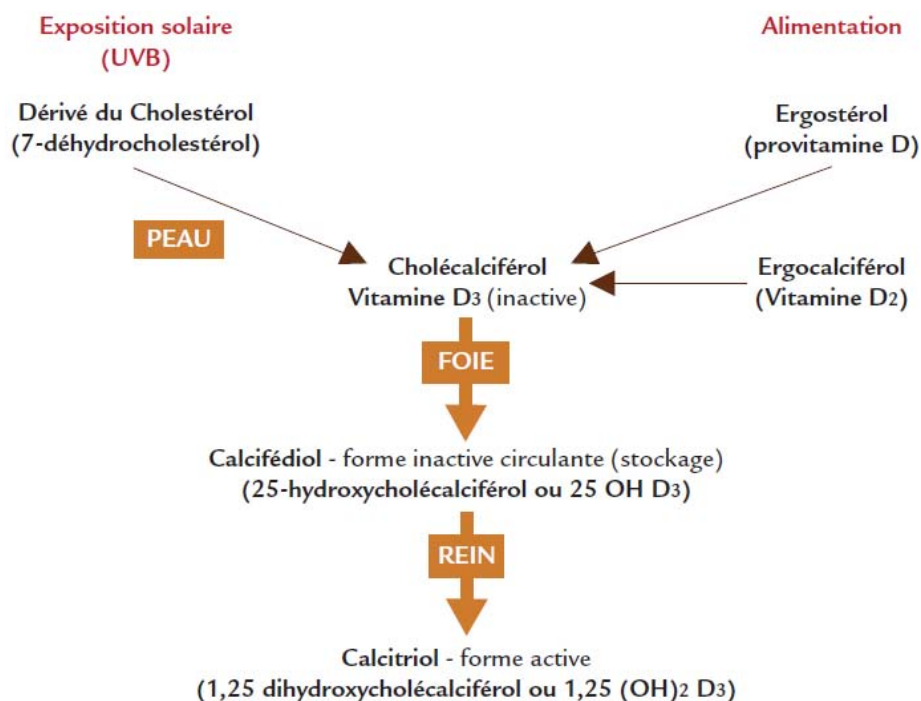 Exposition solaire
(UVB)
Alimentation
Dérivé du Cholestérol
(7-déhydrocholestérol)
Ergostérol
(provitamine D)
PEAU
Cholécalciférol
Vitamine D3 (inactive)
Ergocalciférol
(Vitamine D2)
FOIE
Calcifédiol - forme inactive circulante (stockage)
(25-hydroxycholécalciférol ou 25 OH D3)
REIN
Calcitriol - forme active
(1,25 dihydroxycholécalciférol ou 1,25 (OH)2 D3)